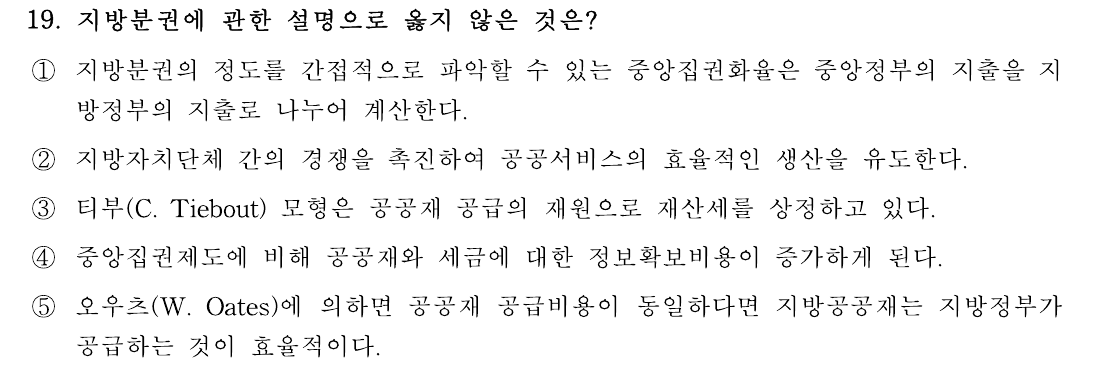 19. 지방분권에 관한 설명으로 옳지 않은 것은?
① 지방분권의 정도를 간접적으로 파악할 수 있는 중앙집권화율은 중앙정부의 지출을 지
방정부의 지출로 나누어 계산한다.
② 지방자치단체 간의 경쟁을 촉진하여 공공서비스의 효율적인 생산을 유도한다.
③ 티부(C. Tiebout) 모형은 공공재 공급의 재원으로 재산세를 상정하고 있다.
④ 중앙집권제도에 비해 공공재와 세금에 대한 정보확보비용이 증가하게 된다.
⑤ 오우츠(W. Oates)에 의하면 공공재 공급비용이 동일하다면 지방공공재는 지방정부가
공급하는 것이 효율적이다.